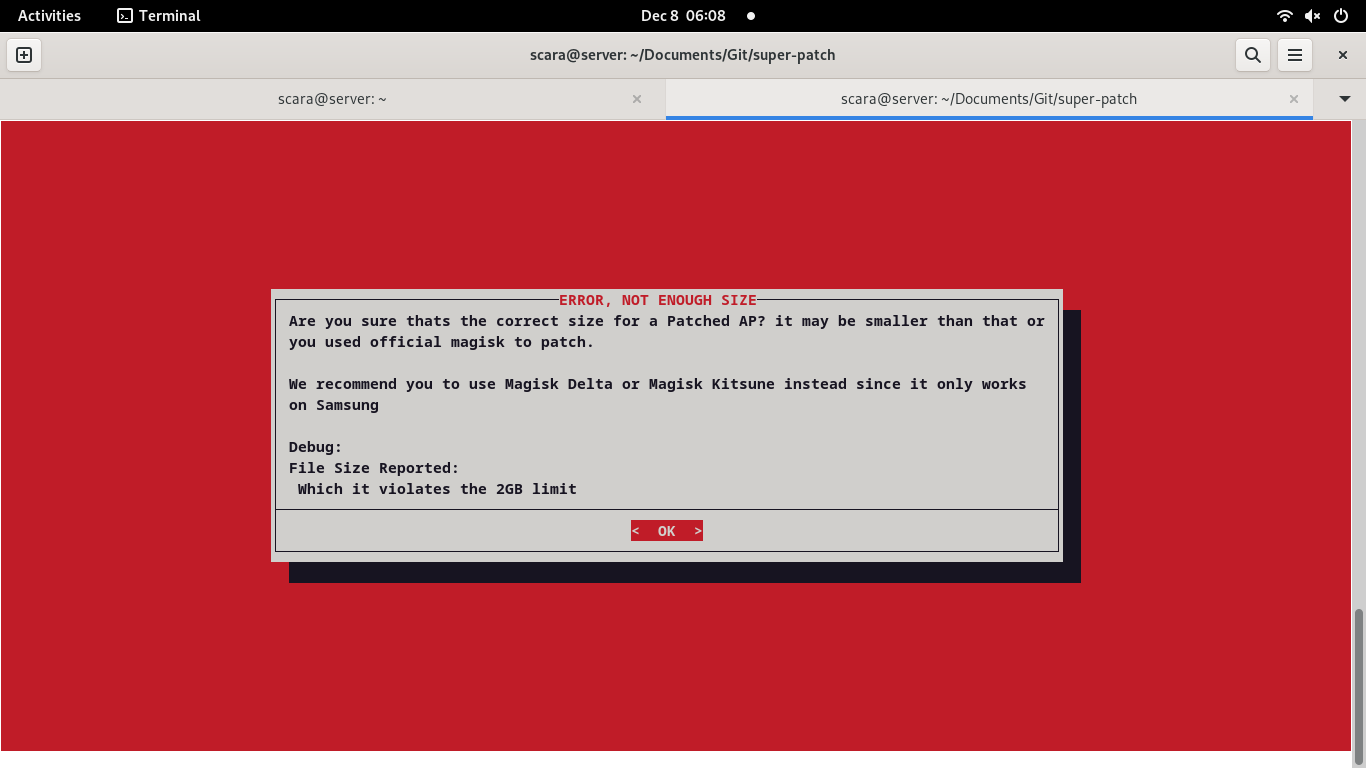 Activities Terminal Dec 8 06:08
scara@server: ~/Documents/Git/super-patch
scara@server: ~ scara@server: ~/Documents/Git/super-patch
ERROR, NOT ENOUGH SIZE
Are you sure thats the correct size for a Patched AP? it may be smaller than that or
you used official magisk to patch.
We recommend you to use Magisk Delta or Magisk Kitsune instead since it only works
on Samsung
Debug:
File Size Reported:
Which it violates the 2GB limit
< OK >